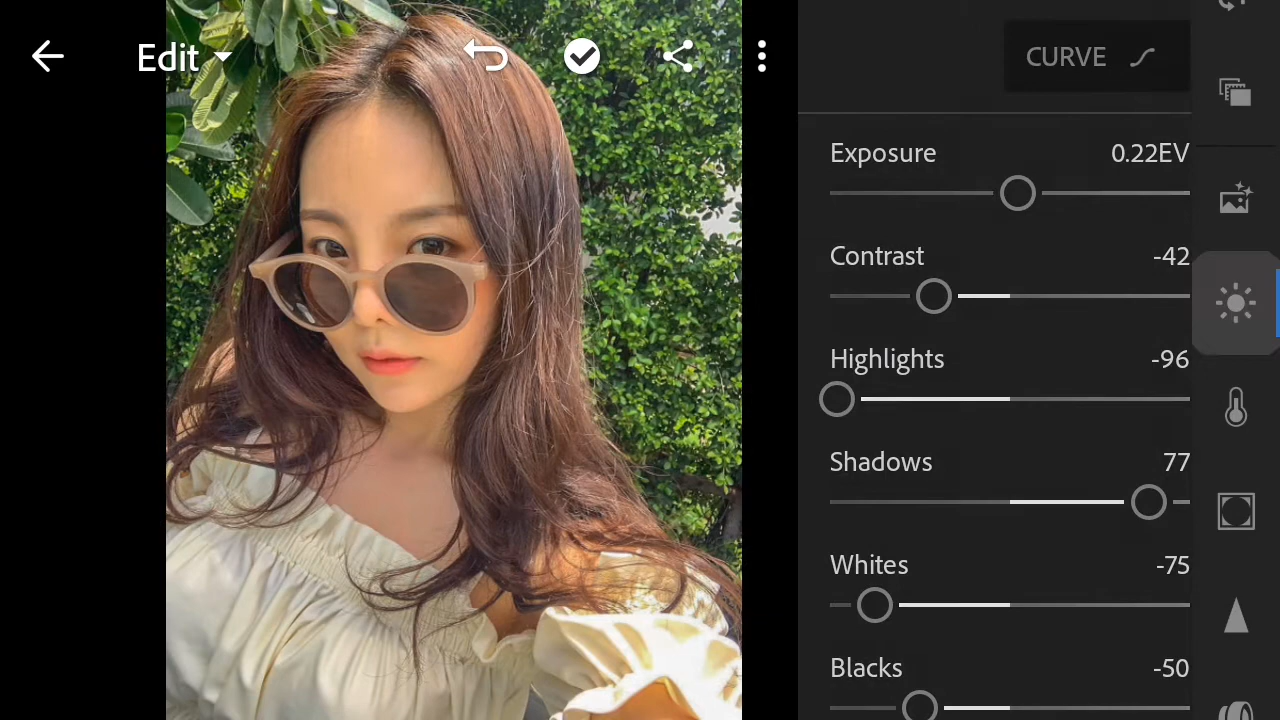 Edit
CURVE
Exposure 0.22EV
Contrast -42
Highlights -96
Shadows 77
Whites -75
Blacks -50